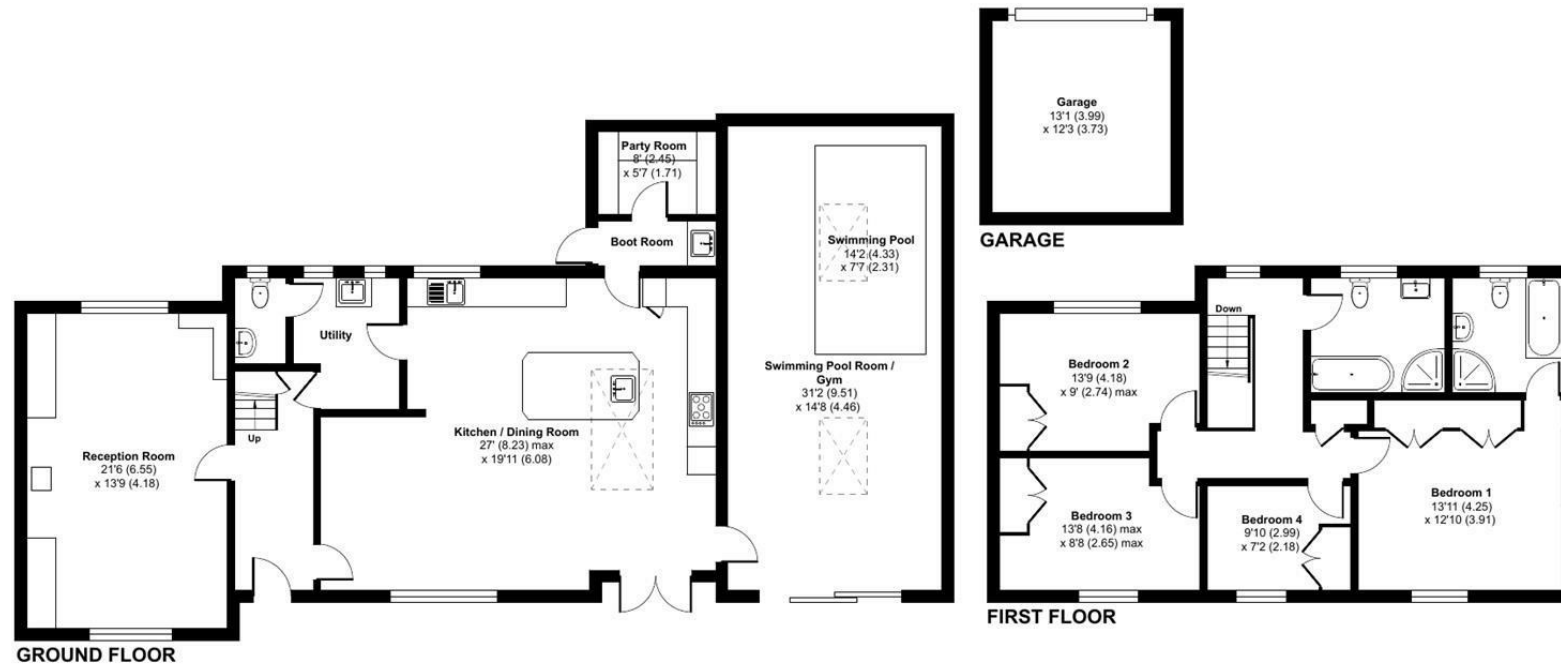 Garage
13'1 (3.99)
x 12'3 (3.73)
GARAGE
Party Room
8' (2.45)
x 5'7 (1.71)
Boot Room
Swimming Pool
14'2 (4.33)
x 7'7 (2.31)
Utility
Swimming Pool Room /
Gym
31'2 (9.51)
x 14'8 (4.46)
Kitchen / Dining Room
27' (8.23) max
x 19'11 (6.08)
Up
Reception Room
21'6 (6.55)
x 13'9 (4.18)
GROUND FLOOR
Down
Bedroom 2
13'9 (4.18)
x 9' (2.74) max
Bedroom 3
13'8 (4.16) max
x 8'8 (2.65) max
Bedroom 4
9'10 (2.99)
x 7'2 (2.18)
Bedroom 1
13'11 (4.25)
x 12'10 (3.91)
FIRST FLOOR